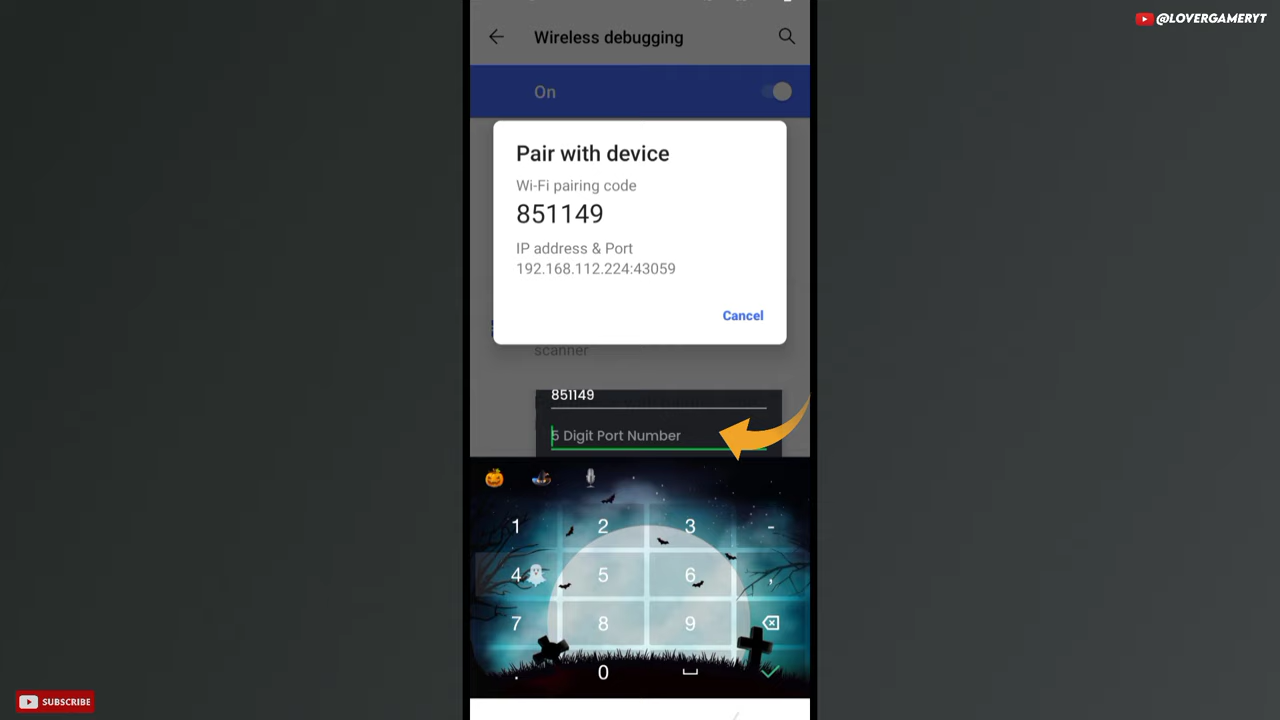 @LOVERGAMERYT
Wireless debugging
On
Pair with device
Wi-Fi pairing code
851149
IP address & Port
192.168.112.224:43059
Cancel
scanner
851149
5 Digit Port Number
1 2 3 -
4 5 6 ,
7 8 9
. 0
SUBSCRIBE